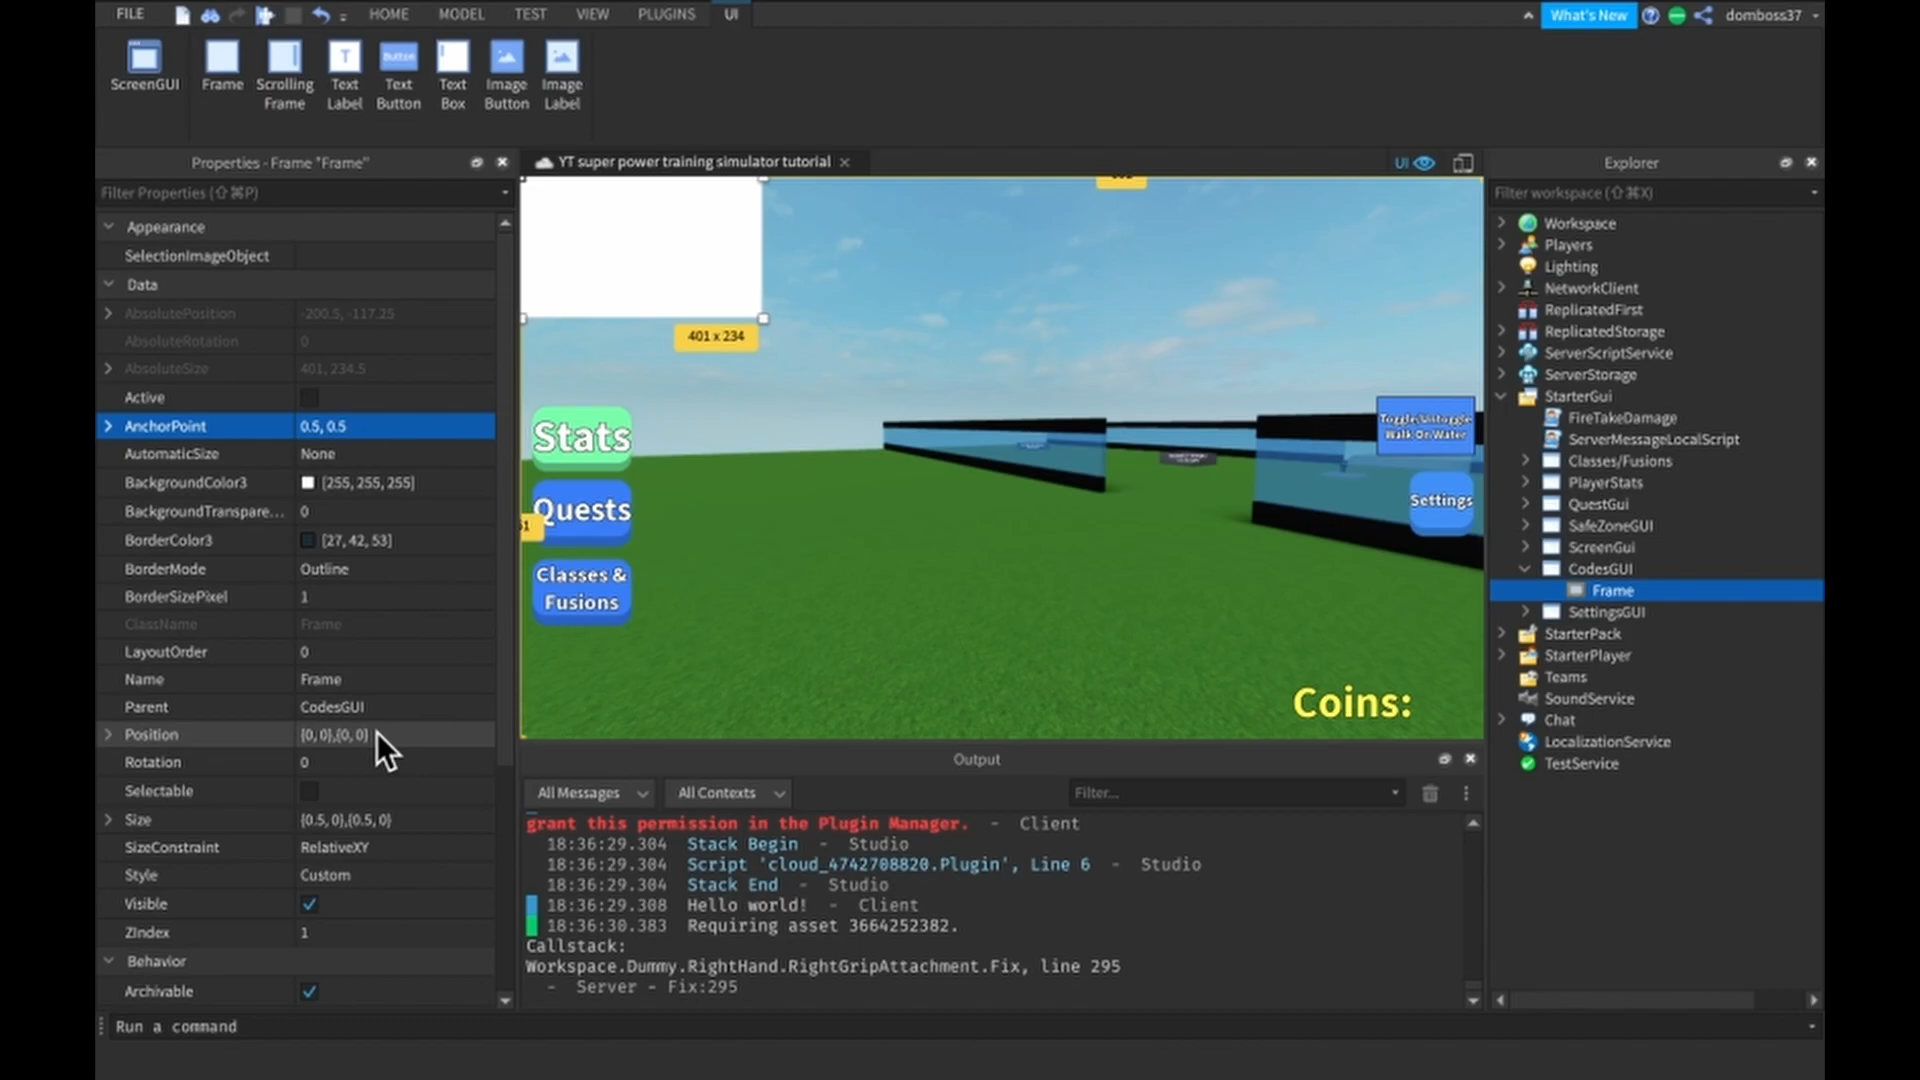 FILE HOME MODEL TEST VIEW PLUGINS UI What's New domboss37
ScreenGUI Frame Scrolling Frame Text Label Text Button Button Text Box Image Button Image Label
Properties - Frame "Frame"
Filter Properties (⇧⌘P)
Appearance
SelectionImageObject
Data
AbsolutePosition -200.5, -117.25
AbsoluteRotation 0
AbsoluteSize 401, 234.5
Active
AnchorPoint 0.5, 0.5
AutomaticSize None
BackgroundColor3 [255, 255, 255]
BackgroundTranspare... 0
BorderColor3 [27, 42, 53]
BorderMode Outline
BorderSizePixel 1
ClassName Frame
LayoutOrder 0
Name Frame
Parent CodesGUI
Position {0, 0},{0, 0}
Rotation 0
Selectable
Size {0.5, 0},{0.5, 0}
SizeConstraint RelativeXY
Style Custom
Visible
ZIndex 1
Behavior
Archivable
YT super power training simulator tutorial UI
401 x 234
Stats
Quests
Classes &
Fusions
Toggle/Untoggle
Walk On Water
Settings
Coins:
Output
All Messages All Contexts Filter...
grant this permission in the Plugin Manager. - Client
18:36:29.304 Stack Begin - Studio
18:36:29.304 Script 'cloud_4742708820.Plugin', Line 6 - Studio
18:36:29.304 Stack End - Studio
18:36:29.308 Hello world! - Client
18:36:30.383 Requiring asset 3664252382.
Callstack:
Workspace.Dummy.RightHand.RightGripAttachment.Fix, line 295
- Server - Fix:295
Explorer
Filter workspace (⇧⌘X)
Workspace
Players
Lighting
NetworkClient
ReplicatedFirst
ReplicatedStorage
ServerScriptService
ServerStorage
StarterGui
FireTakeDamage
ServerMessageLocalScript
Classes/Fusions
PlayerStats
QuestGui
SafeZoneGUI
ScreenGui
CodesGUI
Frame
SettingsGUI
StarterPack
StarterPlayer
Teams
SoundService
Chat
LocalizationService
TestService
Run a command